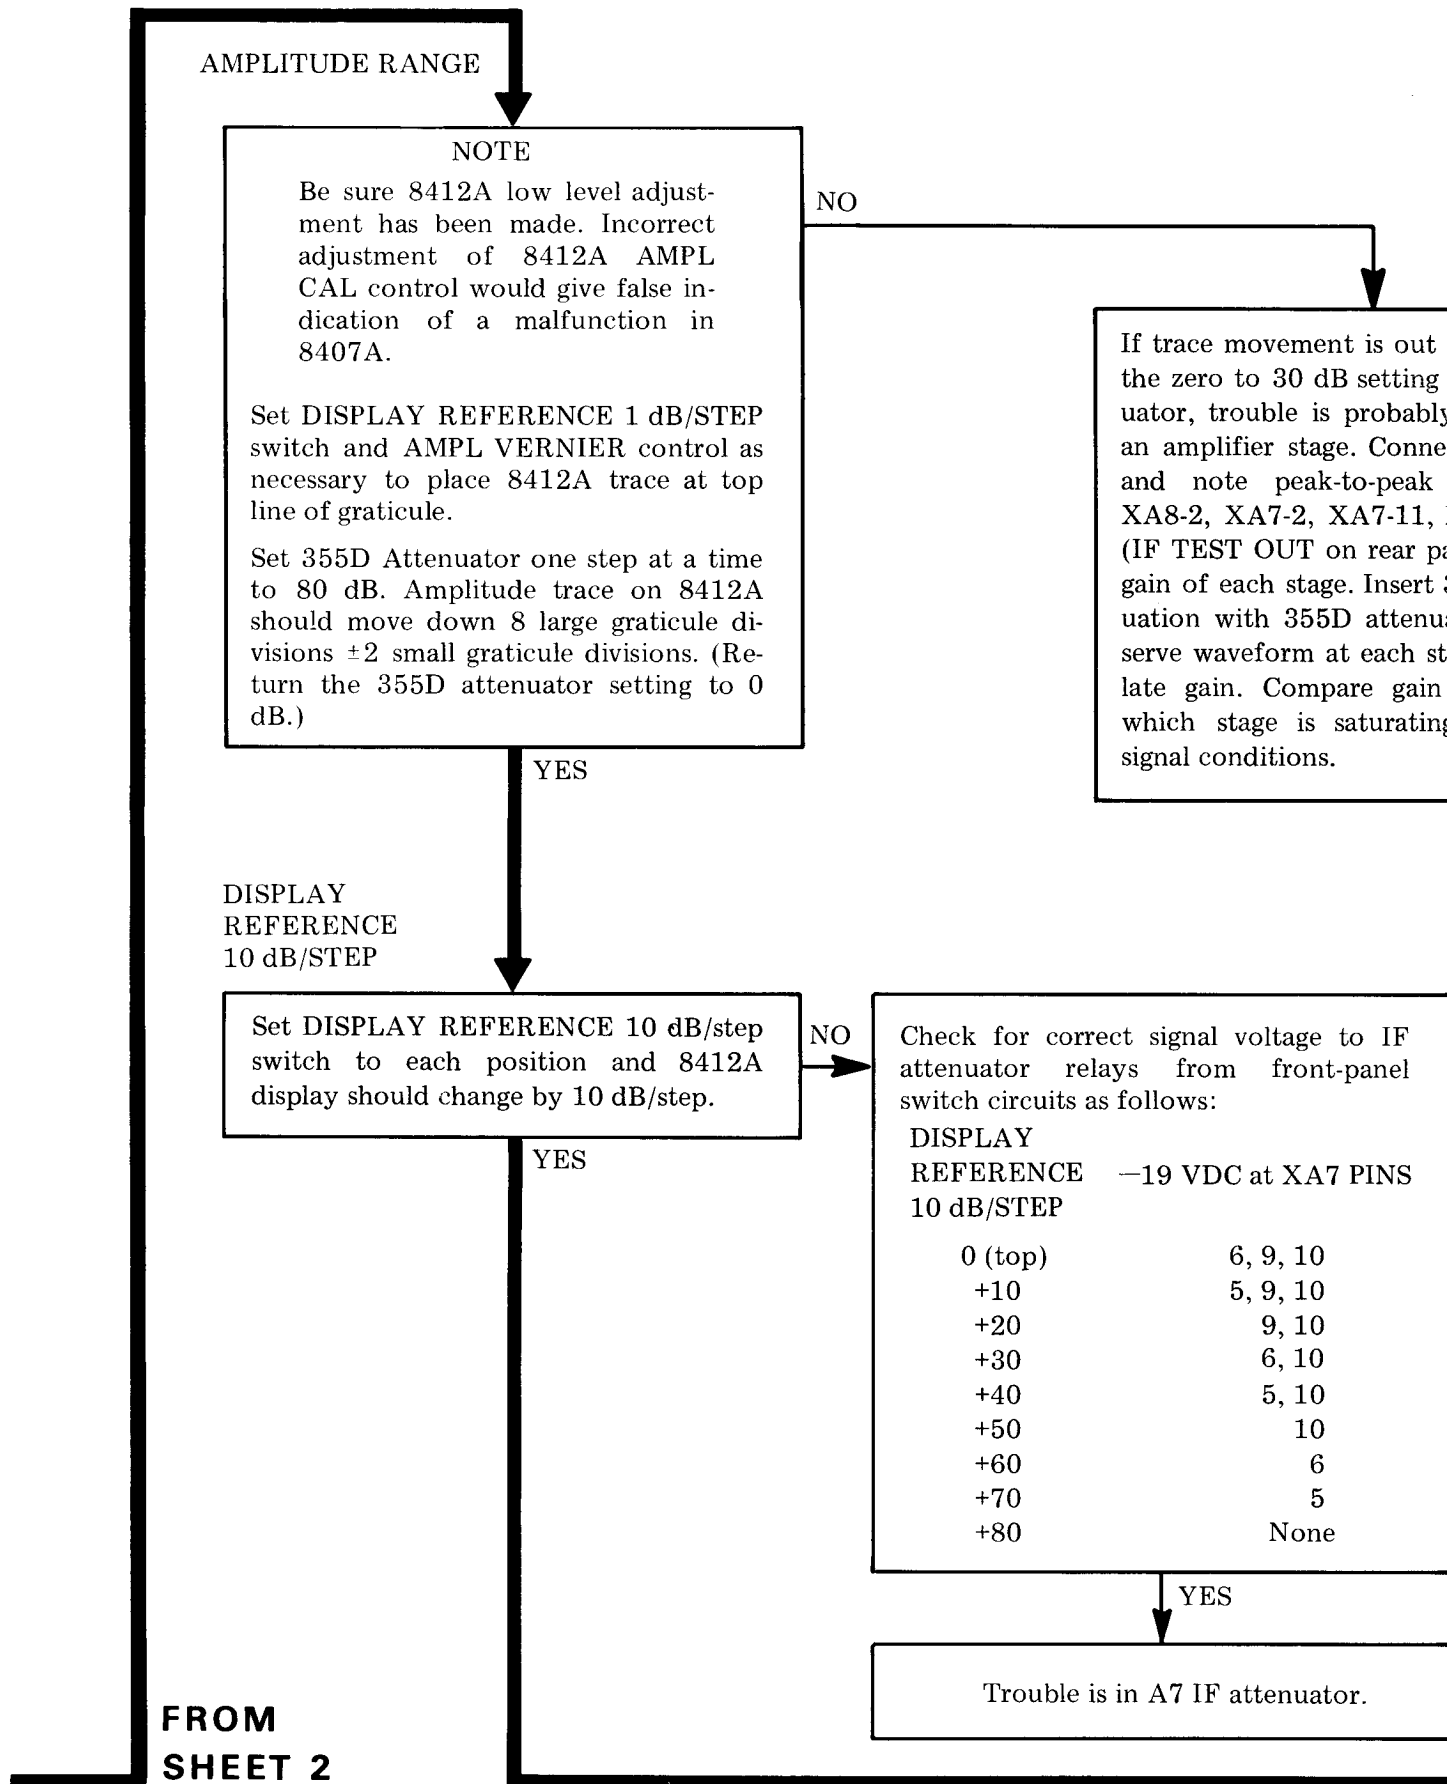 AMPLITUDE RANGE
NOTE
Be sure 8412A low level adjust-
ment has been made. Incorrect
adjustment of 8412A AMPL
CAL control would give false in-
dication of a malfunction in
8407A.
Set DISPLAY REFERENCE 1 dB/STEP
switch and AMPL VERNIER control as
necessary to place 8412A trace at top
line of graticule.
Set 355D Attenuator one step at a time
to 80 dB. Amplitude trace on 8412A
should move down 8 large graticule di-
visions ±2 small graticule divisions. (Re-
turn the 355D attenuator setting to 0
dB.)
NO
If trace movement is out
the zero to 30 dB setting
uator, trouble is probably
an amplifier stage. Conne
and note peak-to-peak
XA8-2, XA7-2, XA7-11,
(IF TEST OUT on rear pa
gain of each stage. Insert
uation with 355D attenua
serve waveform at each st
late gain. Compare gain
which stage is saturating
signal conditions.
YES
DISPLAY
REFERENCE
10 dB/STEP
Set DISPLAY REFERENCE 10 dB/step
switch to each position and 8412A
display should change by 10 dB/step.
NO
Check for correct signal voltage to IF
attenuator relays from front-panel
switch circuits as follows:
DISPLAY
REFERENCE −19 VDC at XA7 PINS
10 dB/STEP
0 (top) 6, 9, 10
+10 5, 9, 10
+20 9, 10
+30 6, 10
+40 5, 10
+50 10
+60 6
+70 5
+80 None
YES
YES
Trouble is in A7 IF attenuator.
FROM
SHEET 2